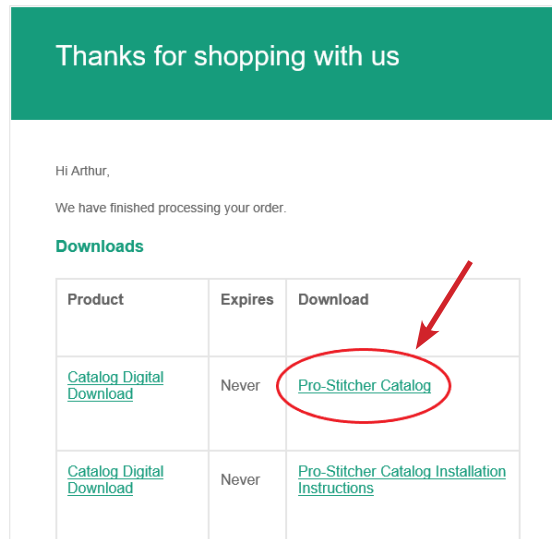 Thanks for shopping with us
Hi Arthur,
We have finished processing your order.
Downloads
Product Expires Download
Catalog Digital
Download
Never
Pro-Stitcher Catalog
Catalog Digital
Download
Never
Pro-Stitcher Catalog Installation
Instructions